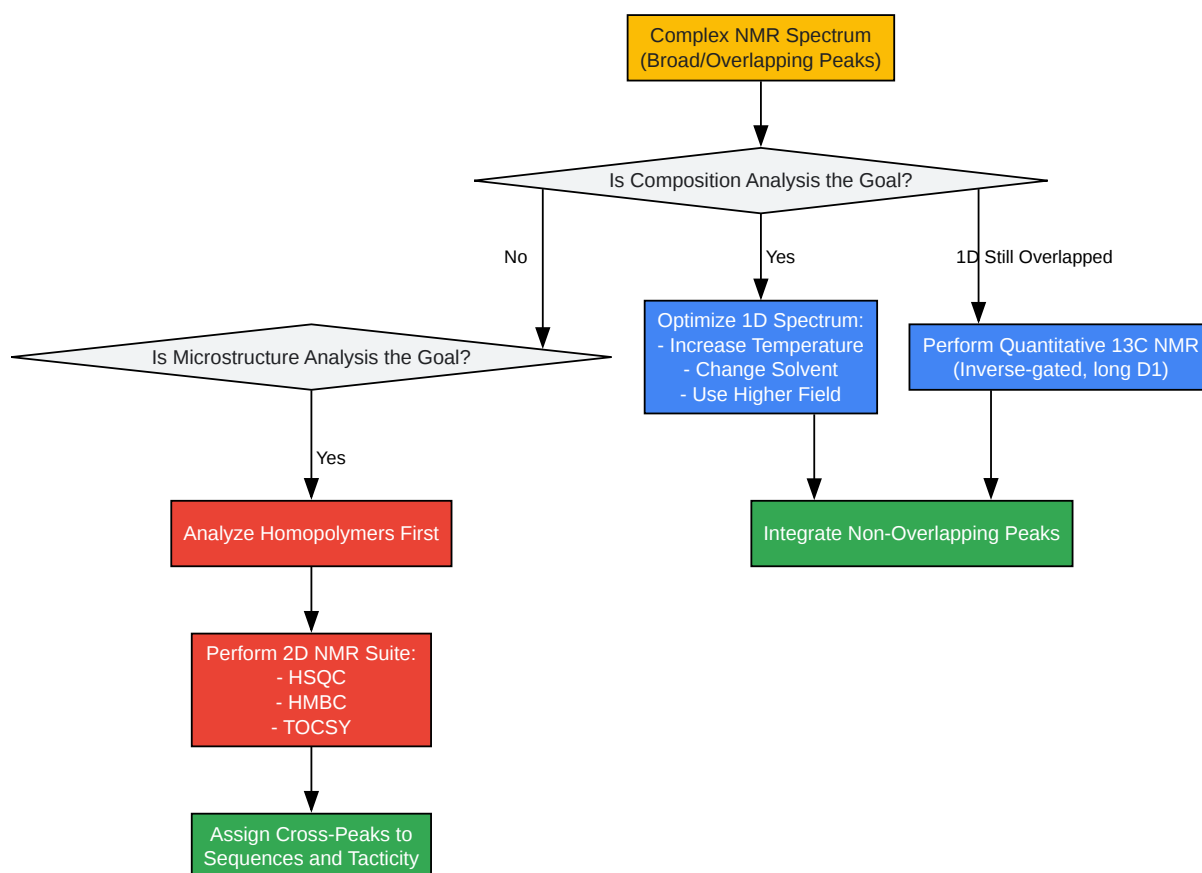 Complex NMR Spectrum
(Broad/Overlapping Peaks)
Is Composition Analysis the Goal?
No
Yes
1D Still Overlapped
Is Microstructure Analysis the Goal?
Optimize 1D Spectrum:
- Increase Temperature
- Change Solvent
- Use Higher Field
Perform Quantitative 13C NMR
(Inverse-gated, long D1)
Yes
Analyze Homopolymers First
Integrate Non-Overlapping Peaks
Perform 2D NMR Suite:
- HSQC
- HMBC
- TOCSY
Assign Cross-Peaks to
Sequences and Tacticity